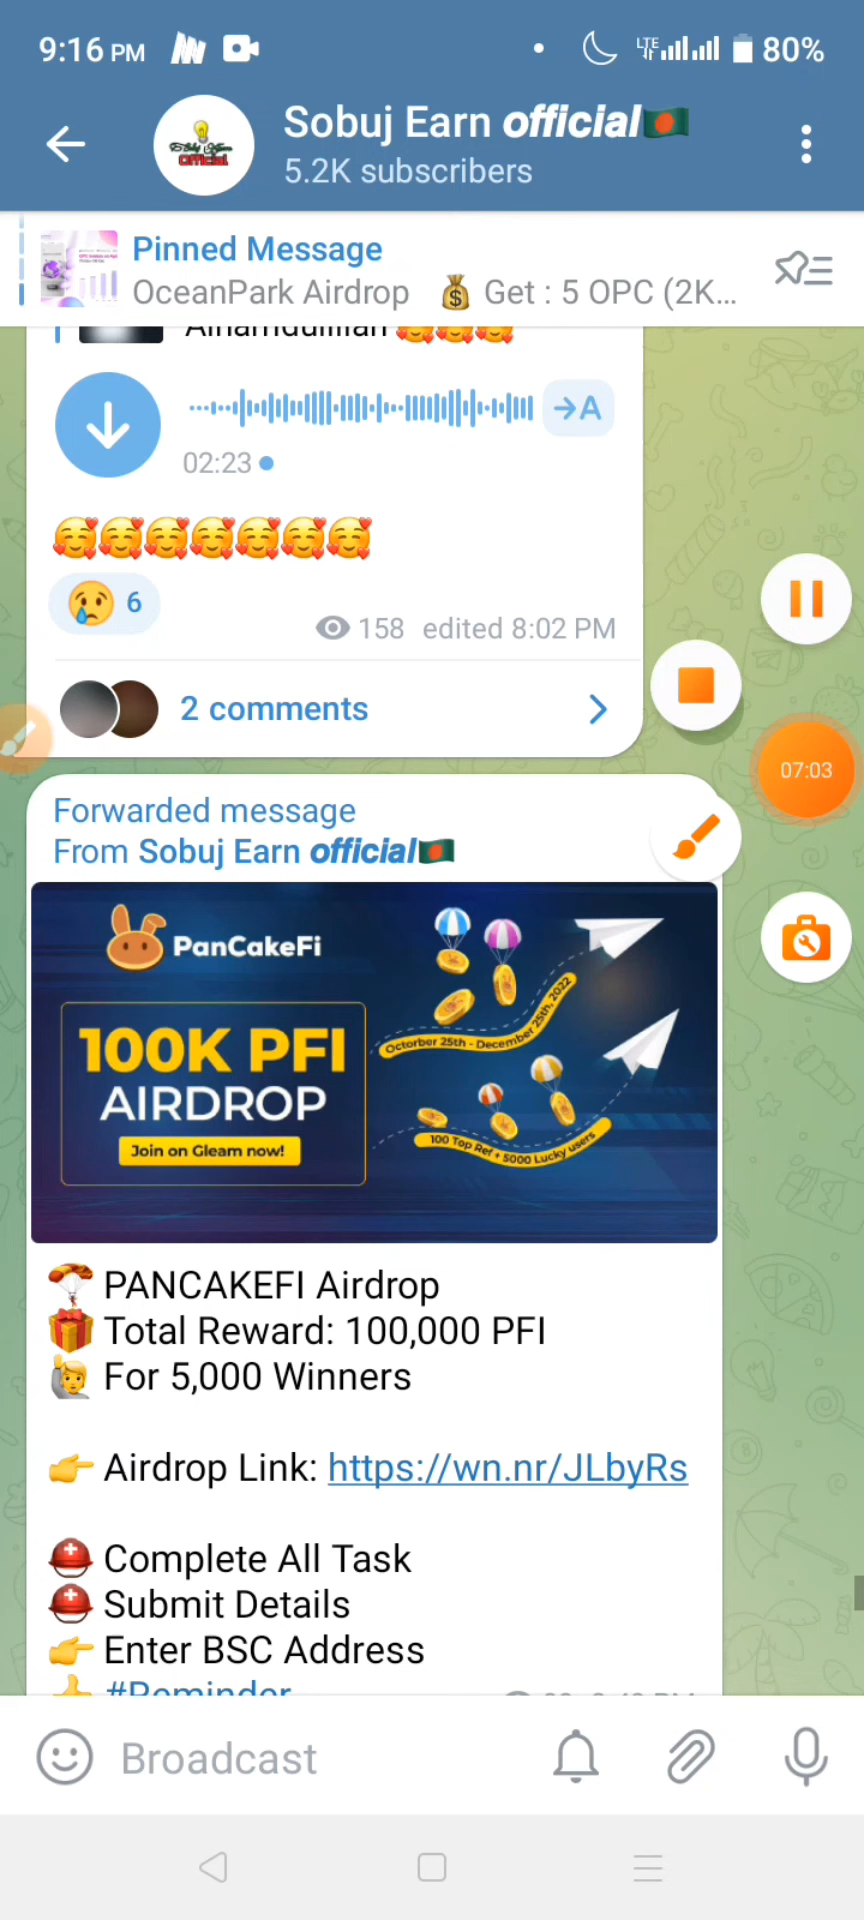 9:16 PM
LTE
80%
Sobuj Earn official
5.2K subscribers
Official
Pinned Message
OceanPark Airdrop 💰 Get : 5 OPC (2K...
Alhamdulillah 🥰🥰🥰
→A
02:23
🥰🥰🥰🥰🥰🥰🥰
😢 6
158 edited 8:02 PM
2 comments
07:03
Forwarded message
From Sobuj Earn official🇧🇩
PanCakeFi
100K PFI
AIRDROP
Join on Gleam now!
Octorber 25th - December 25th, 2022
100 Top Ref + 5000 Lucky users
🪂 PANCAKEFI Airdrop
🎁 Total Reward: 100,000 PFI
🙋 For 5,000 Winners
👉 Airdrop Link: https://wn.nr/JLbyRs
⛑ Complete All Task
⛑ Submit Details
👉 Enter BSC Address
#Reminder
Broadcast